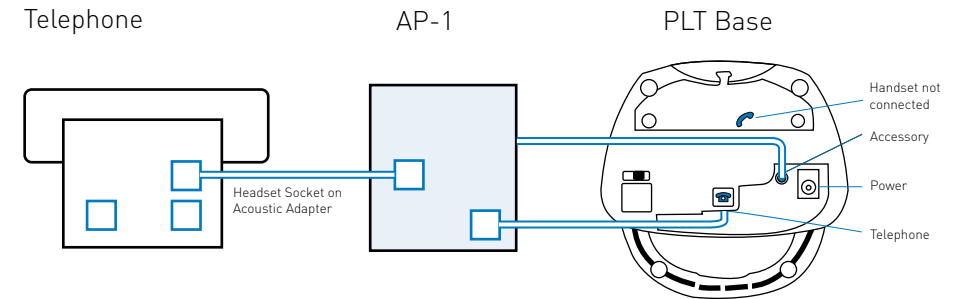 Telephone
AP-1
PLT Base
Handset not
connected
Accessory
Headset Socket on
Acoustic Adapter
Power
Telephone